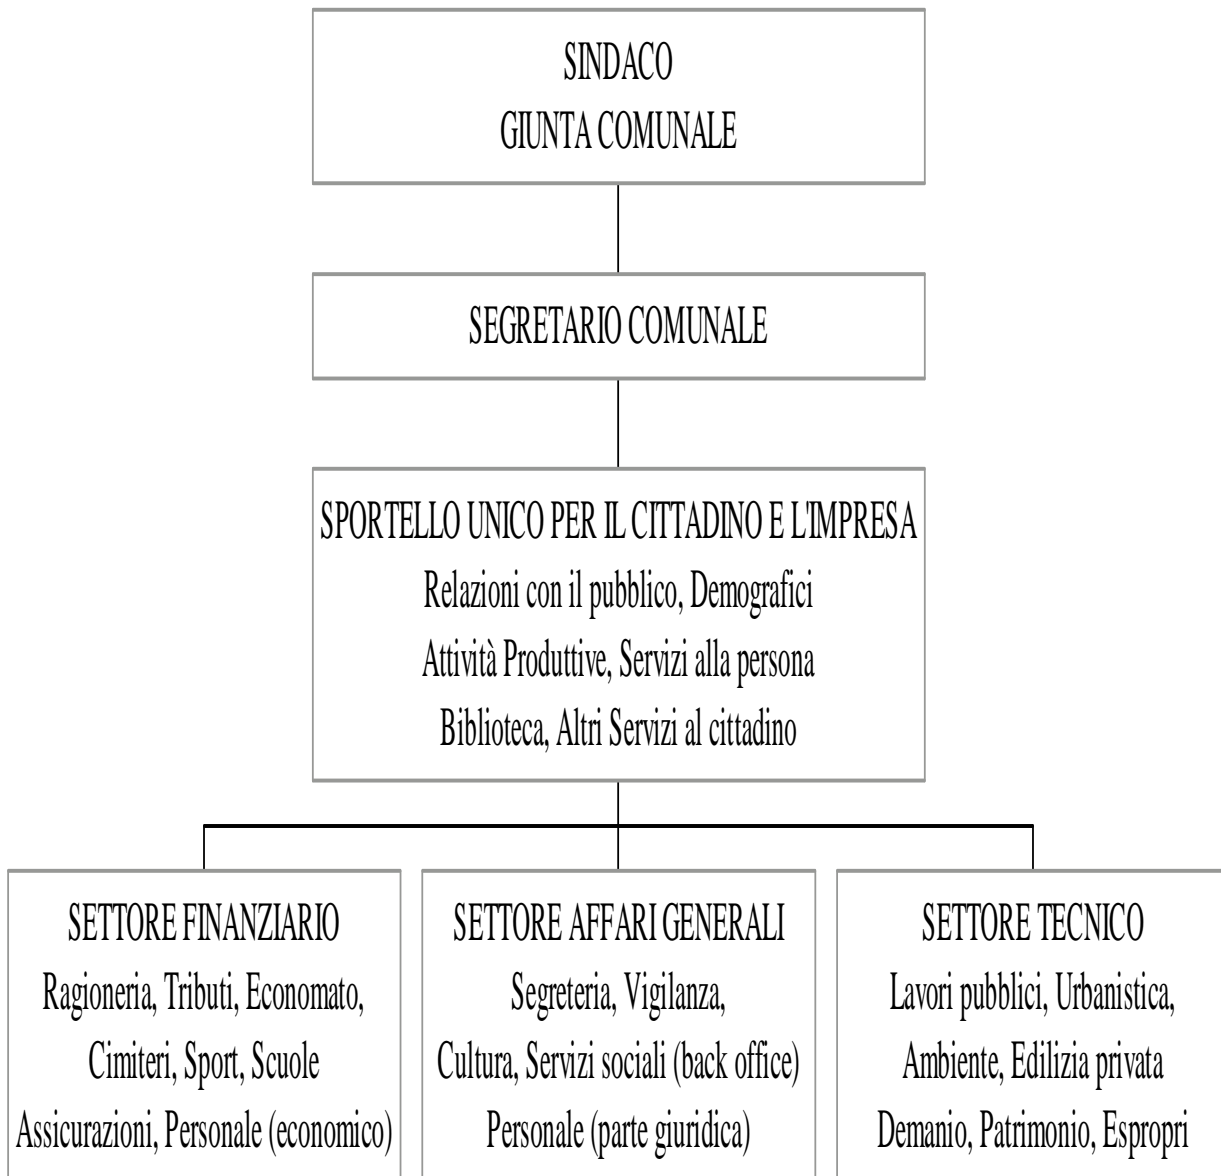 SINDACO
GIUNTA COMUNALE
SEGRETARIO COMUNALE
SPORTELLO UNICO PER IL CITTADINO E L'IMPRESA
Relazioni con il pubblico, Demografici
Attività Produttive, Servizi alla persona
Biblioteca, Altri Servizi al cittadino
SETTORE FINANZIARIO
Ragioneria, Tributi, Economato,
Cimiteri, Sport, Scuole
Assicurazioni, Personale (economico)
SETTORE AFFARI GENERALI
Segreteria, Vigilanza,
Cultura, Servizi sociali (back office)
Personale (parte giuridica)
SETTORE TECNICO
Lavori pubblici, Urbanistica,
Ambiente, Edilizia privata
Demanio, Patrimonio, Espropri